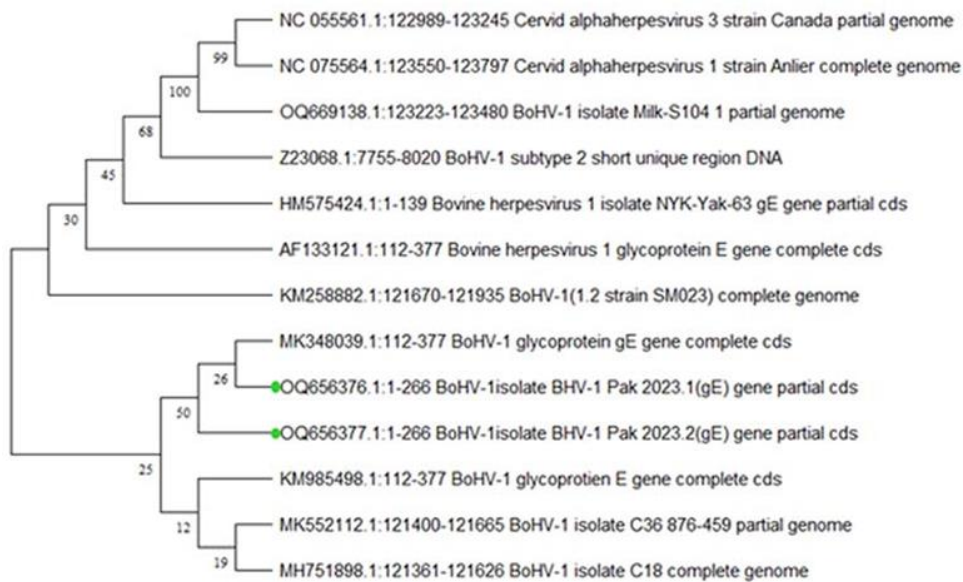 NC 055561.1:122989-123245 Cervid alphaherpesvirus 3 strain Canada partial genome
99
NC 075564.1:123550-123797 Cervid alphaherpesvirus 1 strain Anlier complete genome
100
OQ669138.1:123223-123480 BoHV-1 isolate Milk-S104 1 partial genome
68
Z23068.1:7755-8020 BoHV-1 subtype 2 short unique region DNA
45
HM575424.1:1-139 Bovine herpesvirus 1 isolate NYK-Yak-63 gE gene partial cds
30
AF133121.1:112-377 Bovine herpesvirus 1 glycoprotein E gene complete cds
KM258882.1:121670-121935 BoHV-1(1.2 strain SM023) complete genome
MK348039.1:112-377 BoHV-1 glycoprotein gE gene complete cds
26
OQ656376.1:1-266 BoHV-1isolate BHV-1 Pak 2023.1(gE) gene partial cds
50
OQ656377.1:1-266 BoHV-1isolate BHV-1 Pak 2023.2(gE) gene partial cds
25
KM985498.1:112-377 BoHV-1 glycoprotien E gene complete cds
12
MK552112.1:121400-121665 BoHV-1 isolate C36 876-459 partial genome
19
MH751898.1:121361-121626 BoHV-1 isolate C18 complete genome